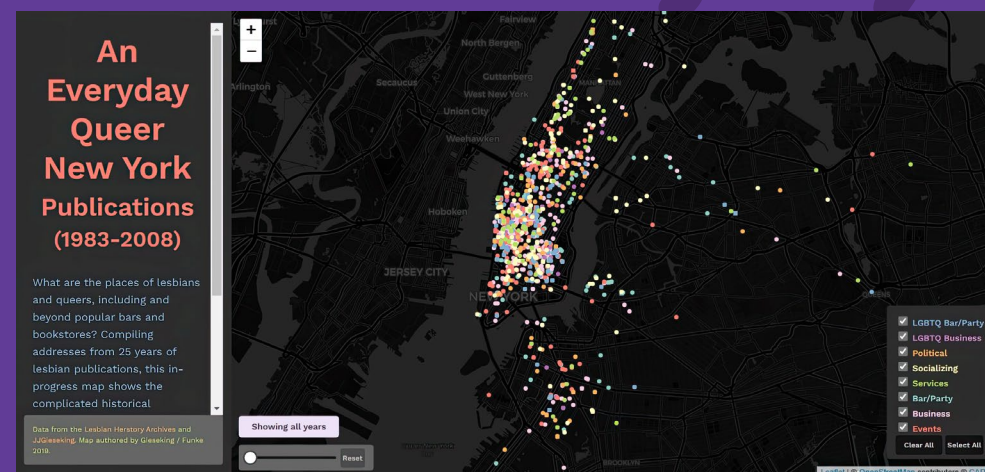 An
Everyday
Queer
New York
Publications
(1983-2008)
What are the places of lesbians
and queers, including and
beyond popular bars and
bookstores? Compiling
addresses from 25 years of
lesbian publications, this in-
progress map shows the
complicated historical
Data from the Lesbian Herstory Archives and
JJGieseking. Map authored by Gieseking / Funke
2018.
+
−
Fairview
North Bergen
Secaucus
Guttenberg
West New York
Union City
Weehawken
Arlington
MANHATTAN
Hoboken
JERSEY CITY
NEW YORK
QUEENS
BROOKLYN
Showing all years
Reset
LGBTQ Bar/Party
LGBTQ Business
Political
Socializing
Services
Bar/Party
Business
Events
Clear All
Select All
Leaflet | © OpenStreetMap contributors ©